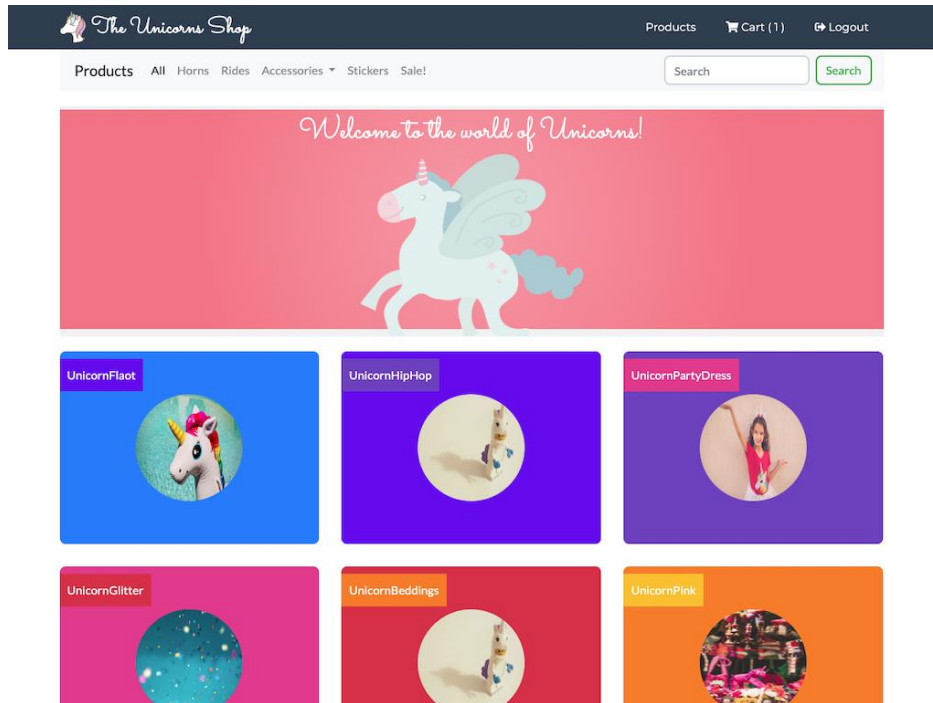 The Unicorns Shop
Products Cart (1) Logout
Products All Horns Rides Accessories Stickers Sale! Search Search
Welcome to the world of Unicorns!
UnicornFlaot UnicornHipHop UnicornPartyDress
UnicornGlitter UnicornBeddings UnicornPink